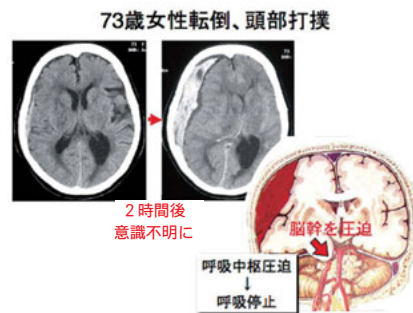 73歳女性転倒、頭部打撲
２時間後
意識不明に
脳幹を圧迫
呼吸中枢圧迫
↓
呼吸停止